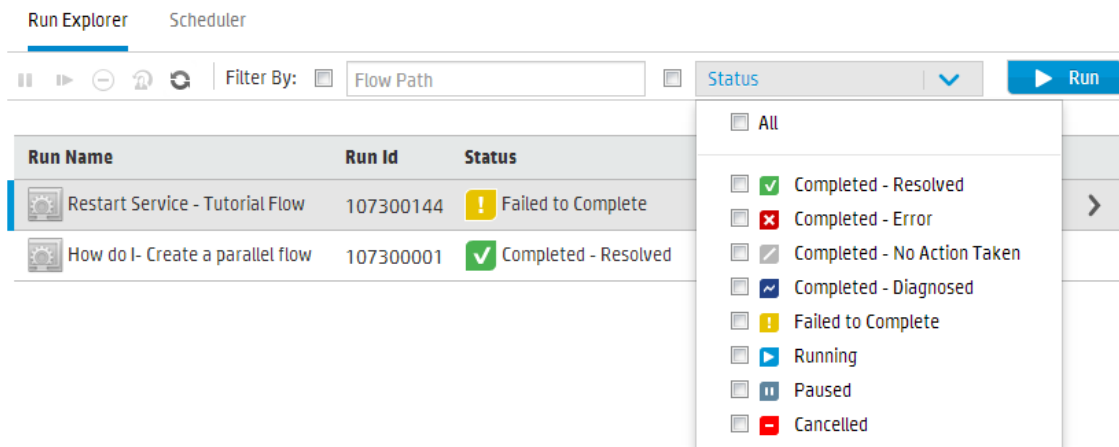 Run Explorer Scheduler
Filter By: Flow Path Status Run
All
Run Name Run Id Status
Completed - Resolved
Restart Service - Tutorial Flow 107300144 Failed to Complete
Completed - Error
How do I- Create a parallel flow 107300001 Completed - Resolved
Completed - No Action Taken
Completed - Diagnosed
Failed to Complete
Running
Paused
Cancelled